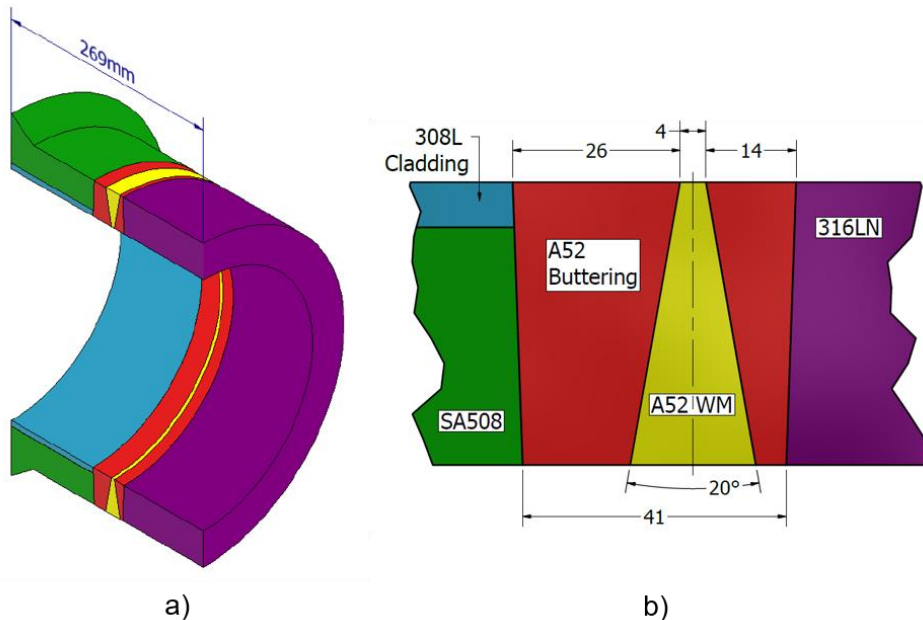 269mm
308L
Cladding
4
26
14
A52
Buttering
316LN
SA508
A52 WM
20°
41
a)
b)